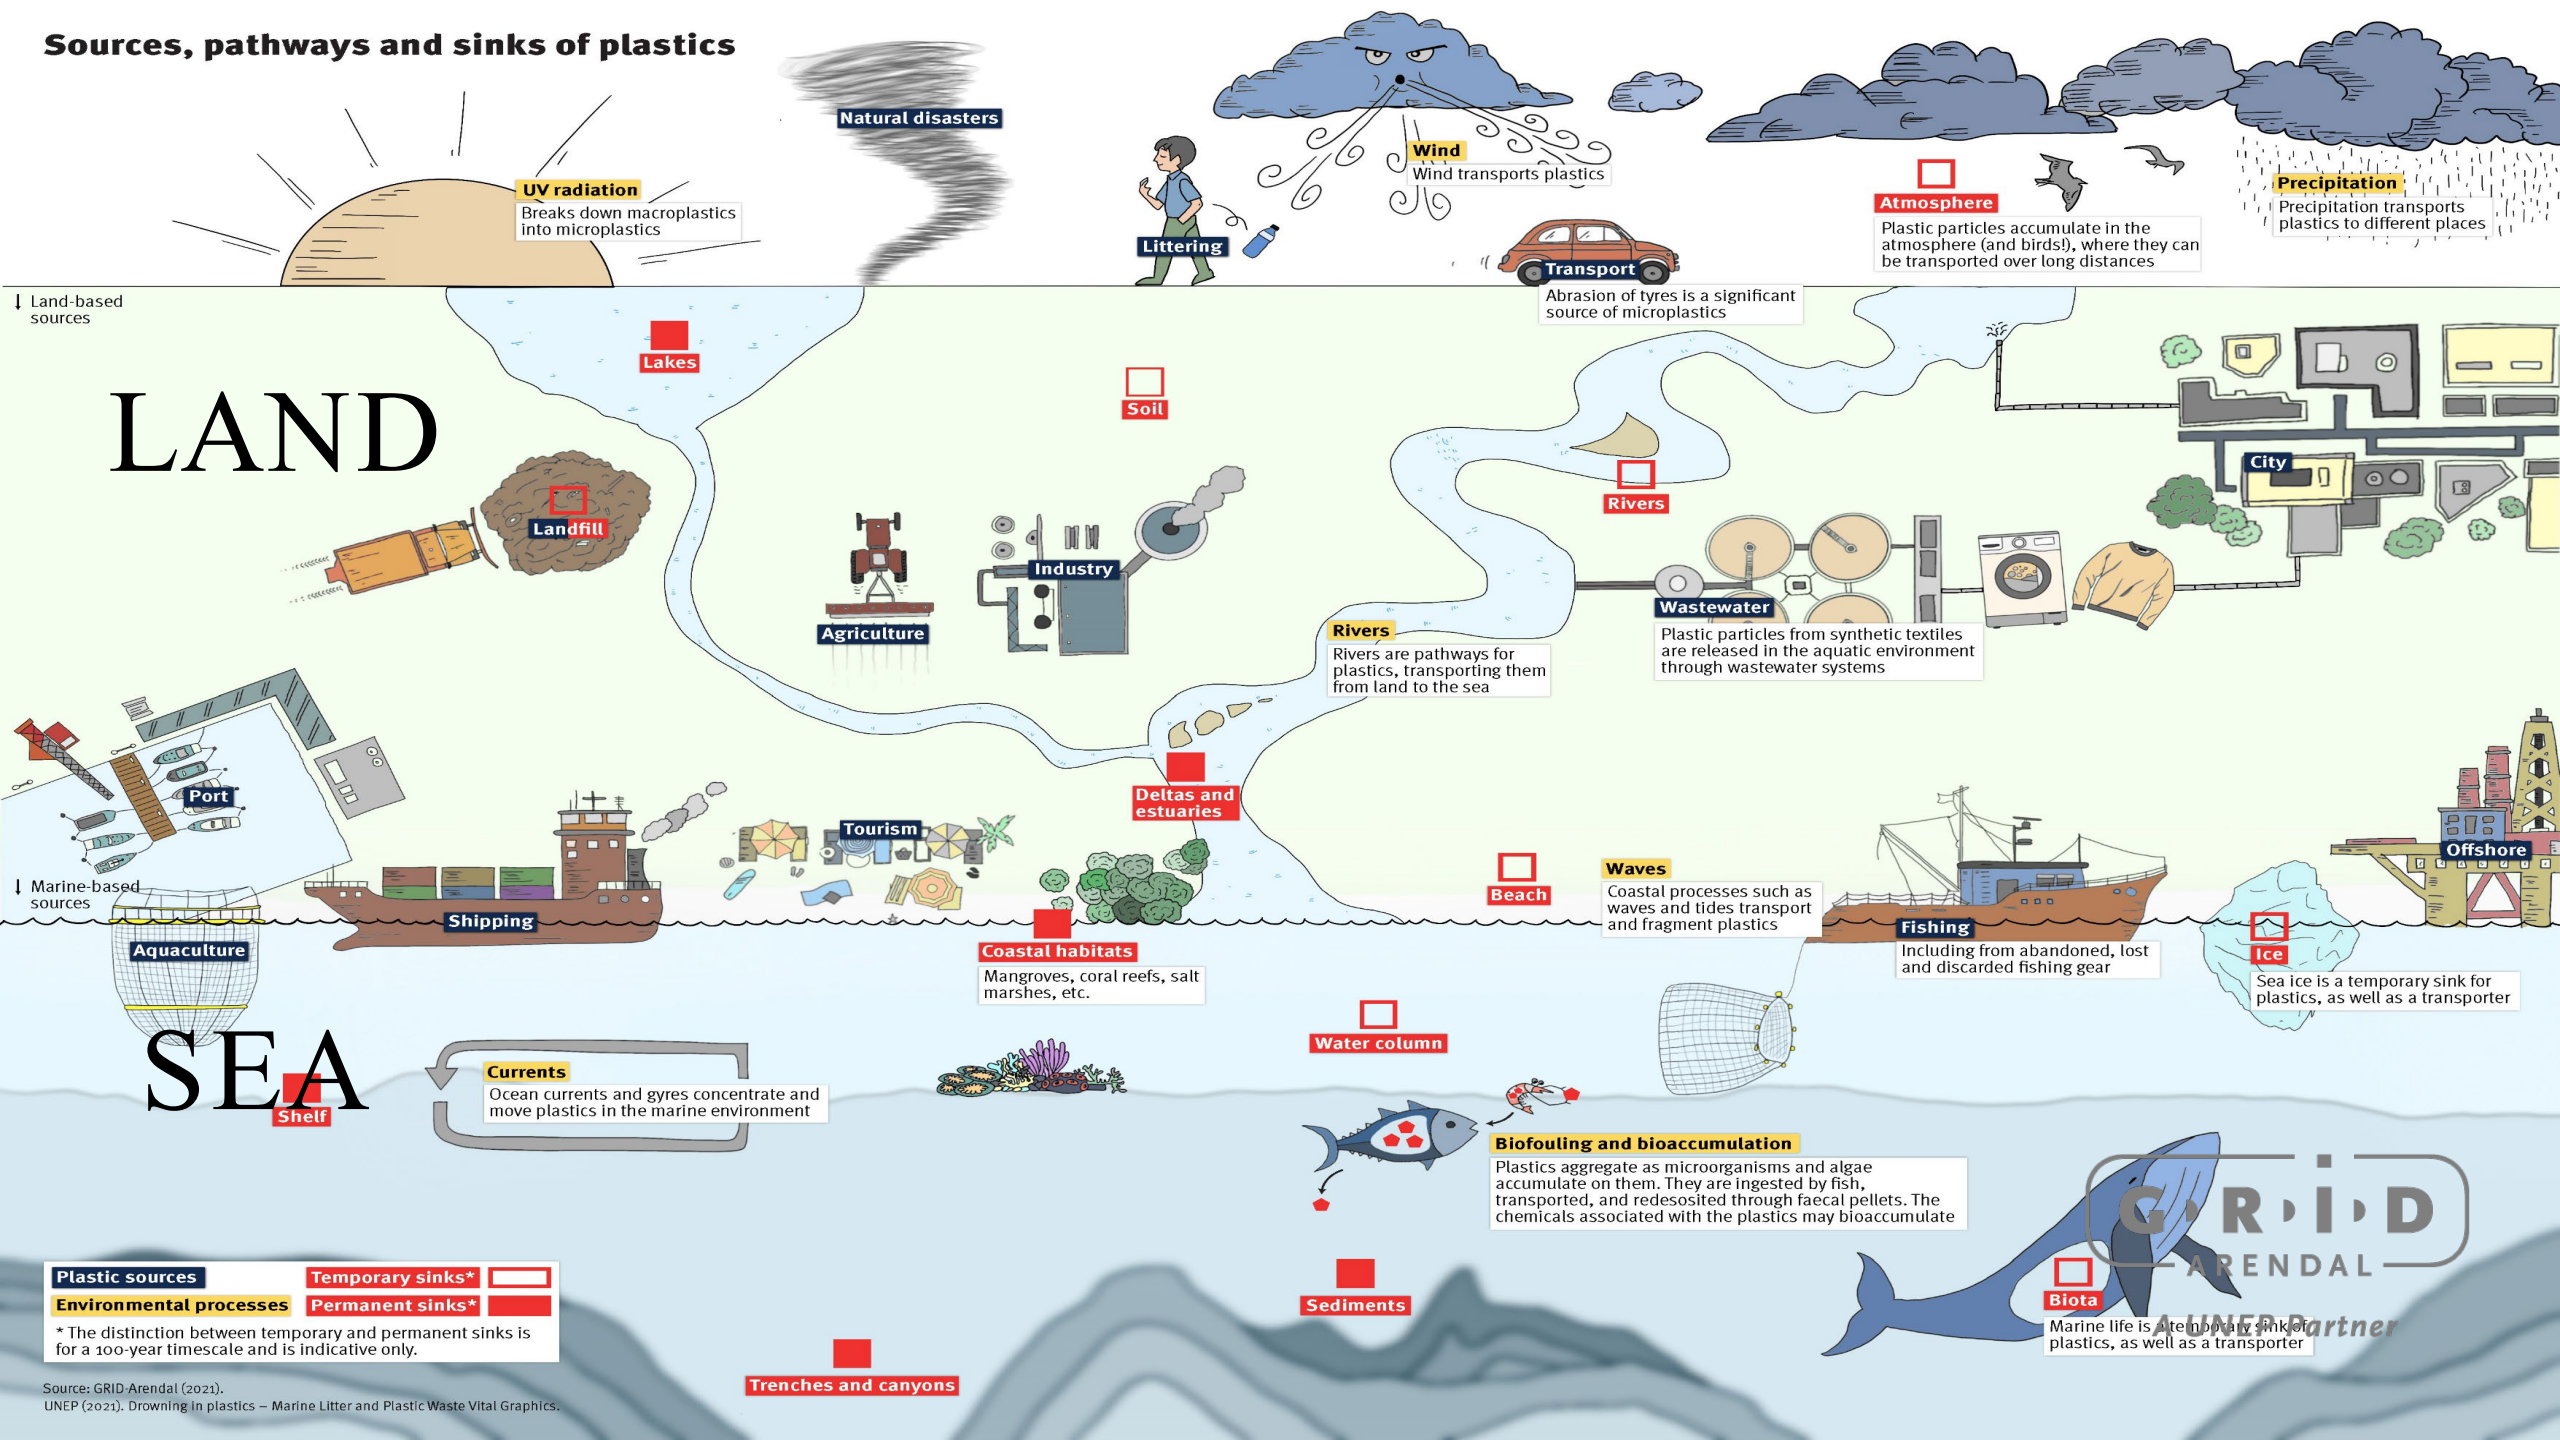 Sources, pathways and sinks of plastics
Natural disasters
UV radiation
Breaks down macroplastics
into microplastics
Littering
Wind
Wind transports plastics
Transport
Abrasion of tyres is a significant
source of microplastics
Atmosphere
Plastic particles accumulate in the
atmosphere (and birds!), where they can
be transported over long distances
Precipitation
Precipitation transports
plastics to different places
↓ Land-based
sources
Lakes
LAND
Soil
Landfill
Rivers
City
Industry
Agriculture
Rivers
Rivers are pathways for
plastics, transporting them
from land to the sea
Wastewater
Plastic particles from synthetic textiles
are released in the aquatic environment
through wastewater systems
Port
Deltas and
estuaries
Tourism
Offshore
↓ Marine-based
sources
Shipping
Aquaculture
Coastal habitats
Mangroves, coral reefs, salt
marshes, etc.
Beach
Waves
Coastal processes such as
waves and tides transport
and fragment plastics
Fishing
Including from abandoned, lost
and discarded fishing gear
Ice
Sea ice is a temporary sink for
plastics, as well as a transporter
SEA
Shelf
Currents
Ocean currents and gyres concentrate and
move plastics in the marine environment
Water column
Biofouling and bioaccumulation
Plastics aggregate as microorganisms and algae
accumulate on them. They are ingested by fish,
transported, and redesosited through faecal pellets. The
chemicals associated with the plastics may bioaccumulate
GRID
ARENDAL
A UNEP Partner
Biota
Marine life is a temporary sink of
plastics, as well as a transporter
Sediments
Trenches and canyons
Plastic sources
Temporary sinks*
Environmental processes
Permanent sinks*
* The distinction between temporary and permanent sinks is
for a 100-year timescale and is indicative only.
Source: GRID-Arendal (2021).
UNEP (2021). Drowning in plastics – Marine Litter and Plastic Waste Vital Graphics.